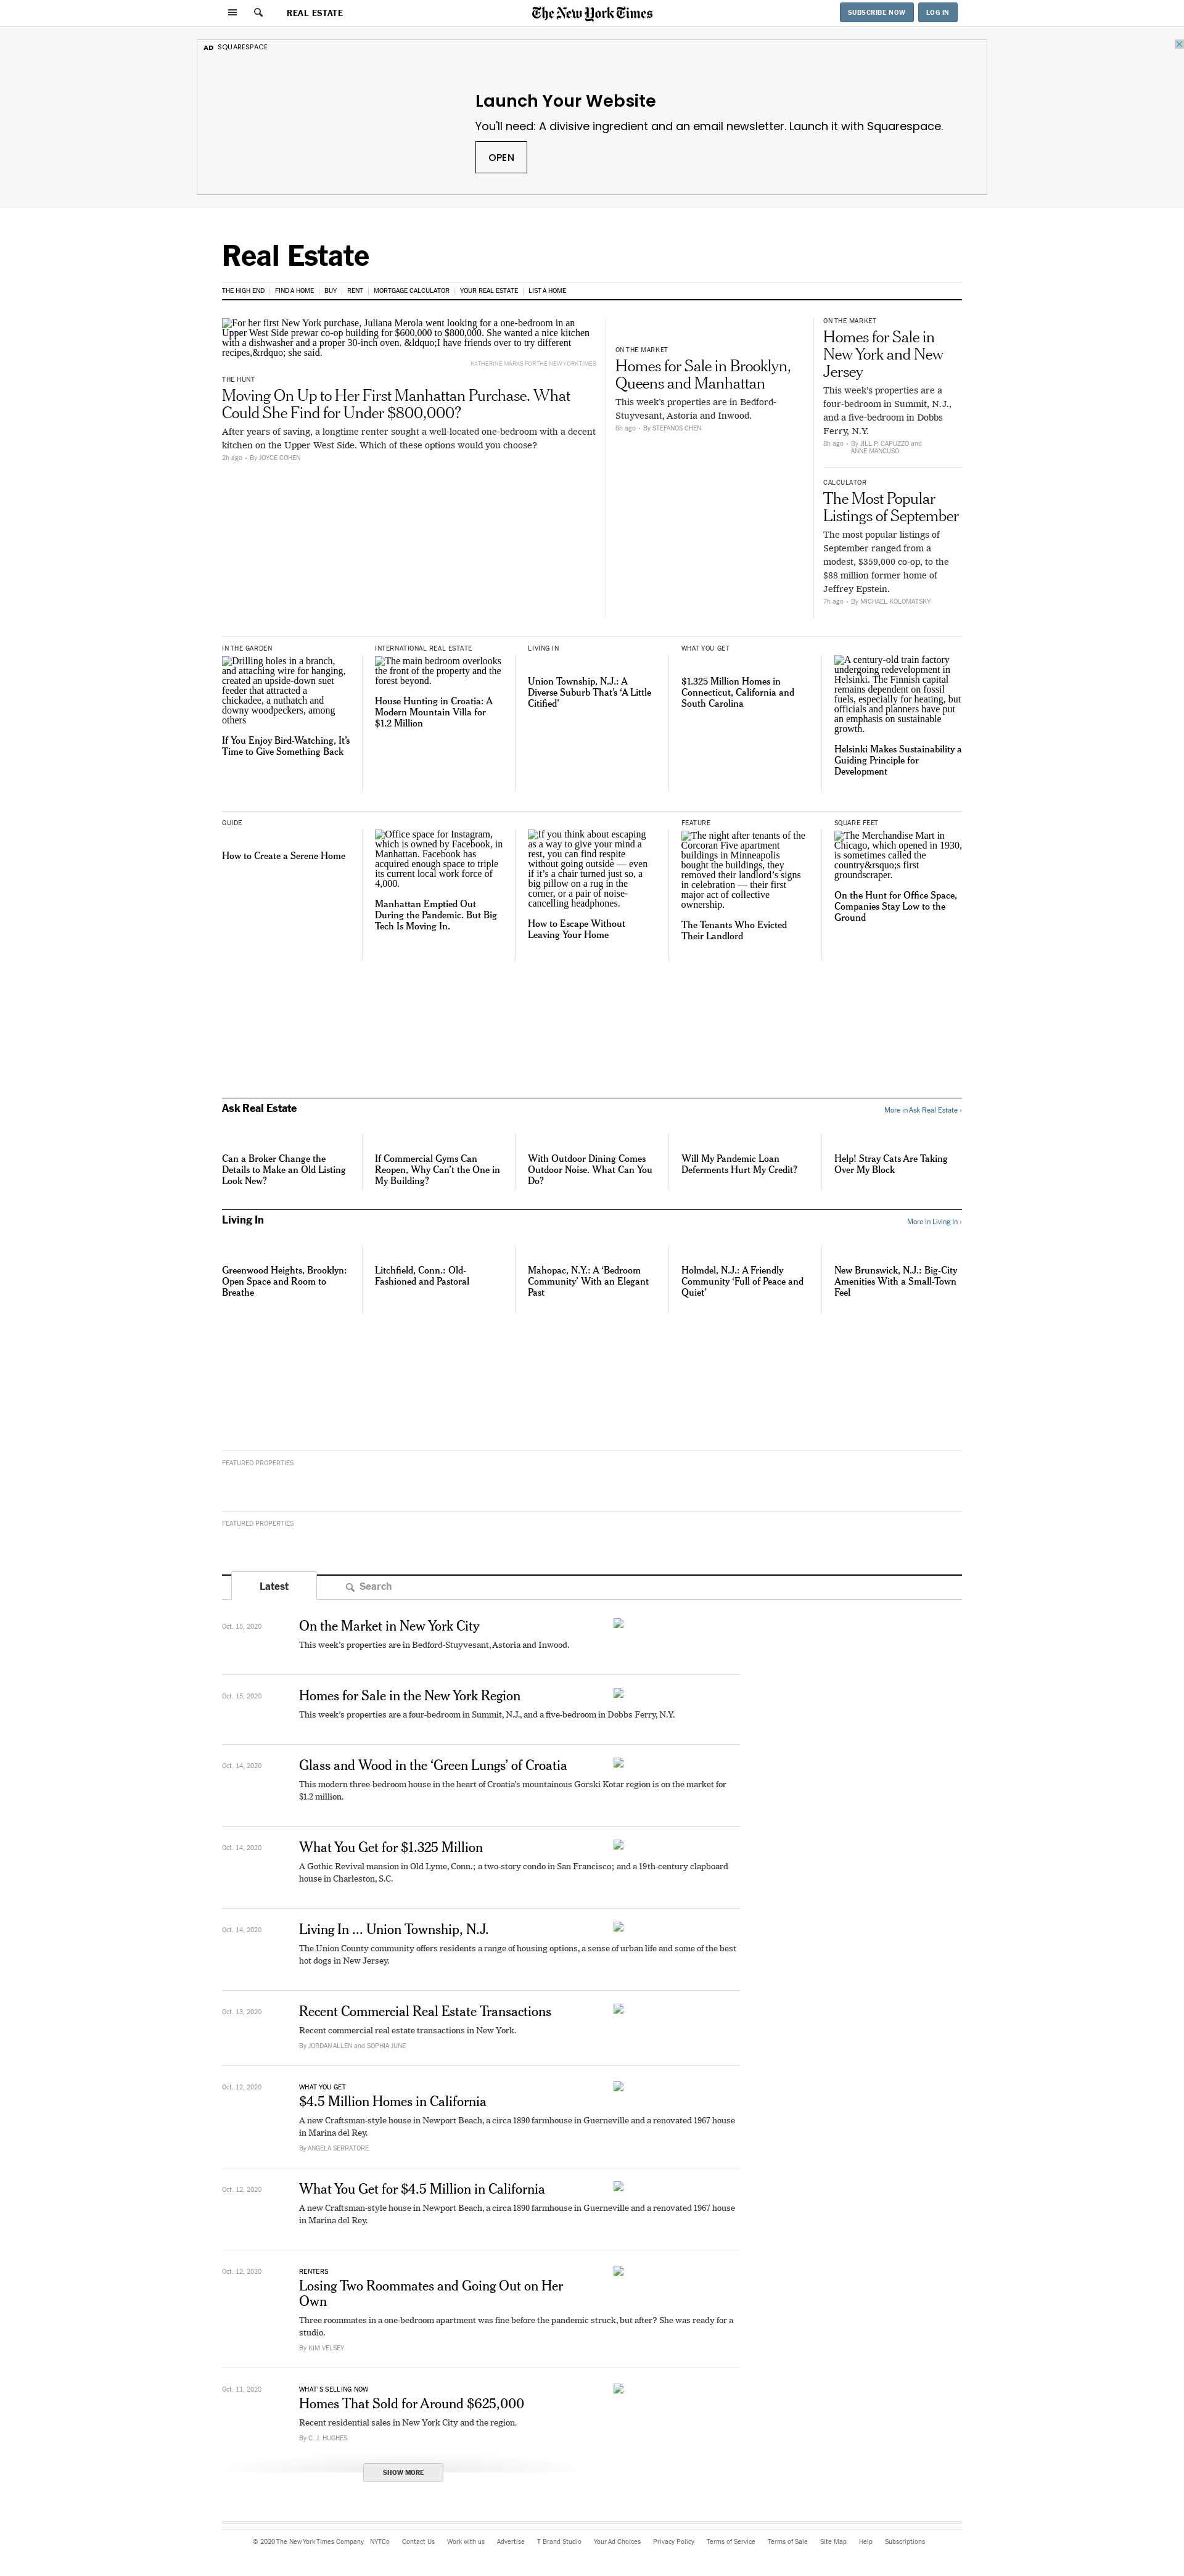 REAL ESTATE
The New York Times
SUBSCRIBE NOW
LOG IN
AD SQUARESPACE
Launch Your Website
You'll need: A divisive ingredient and an email newsletter. Launch it with Squarespace.
OPEN
Real Estate
THE HIGH END | FIND A HOME | BUY | RENT | MORTGAGE CALCULATOR | YOUR REAL ESTATE | LIST A HOME
For her first New York purchase, Juliana Merola went looking for a one-bedroom in an
Upper West Side prewar co-op building for $600,000 to $800,000. She wanted a nice kitchen
with a dishwasher and a proper 30-inch oven. &ldquo;I have friends over to try different
recipes,&rdquo; she said.
KATHERINE MARKS FOR THE NEW YORK TIMES
THE HUNT
Moving On Up to Her First Manhattan Purchase. What
Could She Find for Under $800,000?
After years of saving, a longtime renter sought a well-located one-bedroom with a decent
kitchen on the Upper West Side. Which of these options would you choose?
2h ago • By JOYCE COHEN
ON THE MARKET
Homes for Sale in Brooklyn,
Queens and Manhattan
This week's properties are in Bedford-
Stuyvesant, Astoria and Inwood.
8h ago • By STEFANOS CHEN
ON THE MARKET
Homes for Sale in
New York and New
Jersey
This week's properties are a
four-bedroom in Summit, N.J.,
and a five-bedroom in Dobbs
Ferry, N.Y.
8h ago • By JILL P. CAPUZZO and
ANNE MANCUSO
CALCULATOR
The Most Popular
Listings of September
The most popular listings of
September ranged from a
modest, $359,000 co-op, to the
$88 million former home of
Jeffrey Epstein.
7h ago • By MICHAEL KOLOMATSKY
IN THE GARDEN
Drilling holes in a branch,
and attaching wire for hanging,
created an upside-down suet
feeder that attracted a
chickadee, a nuthatch and
downy woodpeckers, among
others
If You Enjoy Bird-Watching, It's
Time to Give Something Back
INTERNATIONAL REAL ESTATE
The main bedroom overlooks
the front of the property and the
forest beyond.
House Hunting in Croatia: A
Modern Mountain Villa for
$1.2 Million
LIVING IN
Union Township, N.J.: A
Diverse Suburb That's 'A Little
Citified'
WHAT YOU GET
$1.325 Million Homes in
Connecticut, California and
South Carolina
A century-old train factory
undergoing redevelopment in
Helsinki. The Finnish capital
remains dependent on fossil
fuels, especially for heating, but
officials and planners have put
an emphasis on sustainable
growth.
Helsinki Makes Sustainability a
Guiding Principle for
Development
GUIDE
How to Create a Serene Home
Office space for Instagram,
which is owned by Facebook, in
Manhattan. Facebook has
acquired enough space to triple
its current local work force of
4,000.
Manhattan Emptied Out
During the Pandemic. But Big
Tech Is Moving In.
If you think about escaping
as a way to give your mind a
rest, you can find respite
without going outside — even
if it's a chair turned just so, a
big pillow on a rug in the
corner, or a pair of noise-
cancelling headphones.
How to Escape Without
Leaving Your Home
FEATURE
The night after tenants of the
Corcoran Five apartment
buildings in Minneapolis
bought the buildings, they
removed their landlord's signs
in celebration — their first
major act of collective
ownership.
The Tenants Who Evicted
Their Landlord
SQUARE FEET
The Merchandise Mart in
Chicago, which opened in 1930,
is sometimes called the
country&rsquo;s first
groundscraper.
On the Hunt for Office Space,
Companies Stay Low to the
Ground
Ask Real Estate
More in Ask Real Estate ›
Can a Broker Change the
Details to Make an Old Listing
Look New?
If Commercial Gyms Can
Reopen, Why Can't the One in
My Building?
With Outdoor Dining Comes
Outdoor Noise. What Can You
Do?
Will My Pandemic Loan
Deferments Hurt My Credit?
Help! Stray Cats Are Taking
Over My Block
Living In
More in Living In ›
Greenwood Heights, Brooklyn:
Open Space and Room to
Breathe
Litchfield, Conn.: Old-
Fashioned and Pastoral
Mahopac, N.Y.: A 'Bedroom
Community' With an Elegant
Past
Holmdel, N.J.: A Friendly
Community 'Full of Peace and
Quiet'
New Brunswick, N.J.: Big-City
Amenities With a Small-Town
Feel
FEATURED PROPERTIES
FEATURED PROPERTIES
Latest
Search
Oct. 15, 2020
On the Market in New York City
This week's properties are in Bedford-Stuyvesant, Astoria and Inwood.
Oct. 15, 2020
Homes for Sale in the New York Region
This week's properties are a four-bedroom in Summit, N.J., and a five-bedroom in Dobbs Ferry, N.Y.
Oct. 14, 2020
Glass and Wood in the 'Green Lungs' of Croatia
This modern three-bedroom house in the heart of Croatia's mountainous Gorski Kotar region is on the market for
$1.2 million.
Oct. 14, 2020
What You Get for $1.325 Million
A Gothic Revival mansion in Old Lyme, Conn.; a two-story condo in San Francisco; and a 19th-century clapboard
house in Charleston, S.C.
Oct. 14, 2020
Living In ... Union Township, N.J.
The Union County community offers residents a range of housing options, a sense of urban life and some of the best
hot dogs in New Jersey.
Oct. 13, 2020
Recent Commercial Real Estate Transactions
Recent commercial real estate transactions in New York.
By JORDAN ALLEN and SOPHIA JUNE
Oct. 12, 2020
WHAT YOU GET
$4.5 Million Homes in California
A new Craftsman-style house in Newport Beach, a circa 1890 farmhouse in Guerneville and a renovated 1967 house
in Marina del Rey.
By ANGELA SERRATORE
Oct. 12, 2020
What You Get for $4.5 Million in California
A new Craftsman-style house in Newport Beach, a circa 1890 farmhouse in Guerneville and a renovated 1967 house
in Marina del Rey.
Oct. 12, 2020
RENTERS
Losing Two Roommates and Going Out on Her
Own
Three roommates in a one-bedroom apartment was fine before the pandemic struck, but after? She was ready for a
studio.
By KIM VELSEY
Oct. 11, 2020
WHAT'S SELLING NOW
Homes That Sold for Around $625,000
Recent residential sales in New York City and the region.
By C. J. HUGHES
SHOW MORE
© 2020 The New York Times Company NYTCo Contact Us Work with us Advertise T Brand Studio Your Ad Choices Privacy Policy Terms of Service Terms of Sale Site Map Help Subscriptions